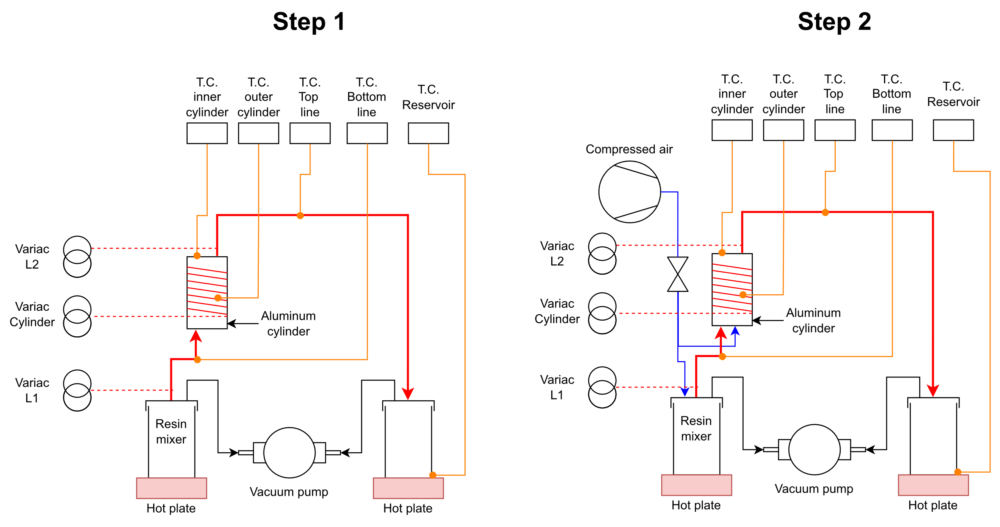 Step 1
T.C.
inner
cylinder
T.C.
outer
cylinder
T.C.
Top
line
T.C.
Bottom
line
T.C.
Reservoir
Variac
L2
Variac
Cylinder
Aluminum
cylinder
Variac
L1
Resin
mixer
Vacuum pump
Hot plate
Hot plate
Step 2
T.C.
inner
cylinder
T.C.
outer
cylinder
T.C.
Top
line
T.C.
Bottom
line
T.C.
Reservoir
Compressed air
Variac
L2
Variac
Cylinder
Aluminum
cylinder
Variac
L1
Resin
mixer
Vacuum pump
Hot plate
Hot plate